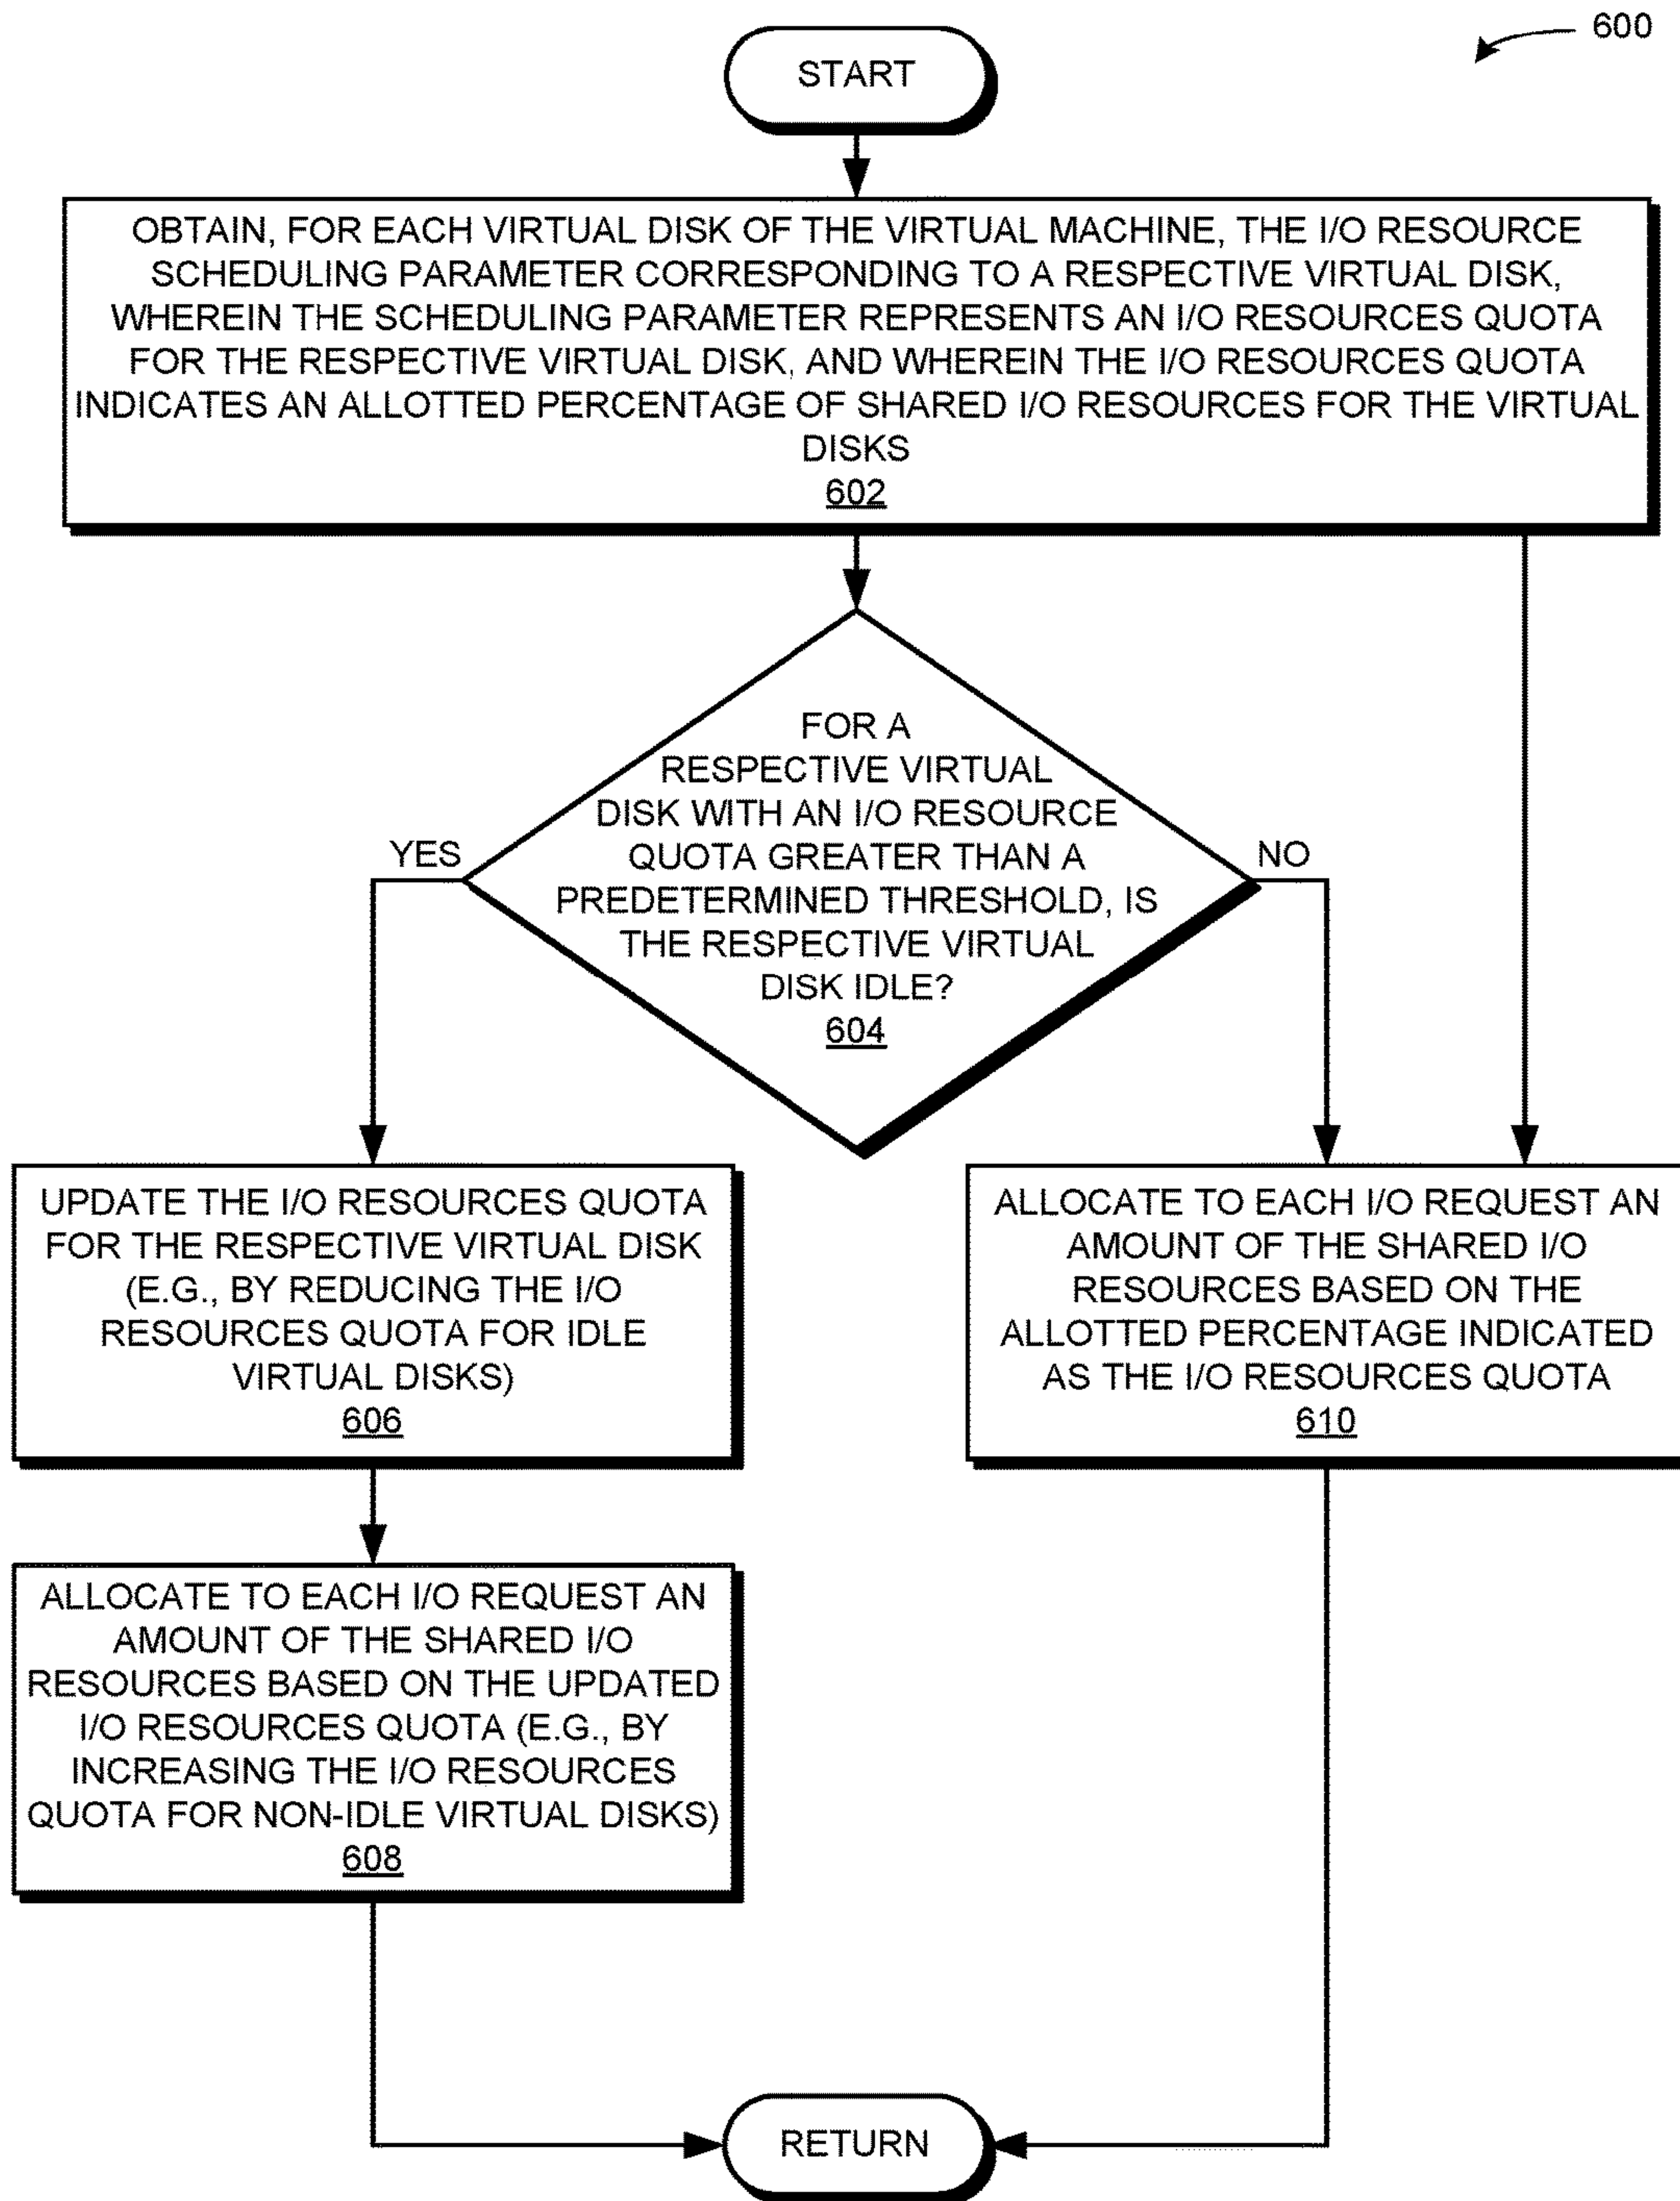 600
START
OBTAIN, FOR EACH VIRTUAL DISK OF THE VIRTUAL MACHINE, THE I/O RESOURCE
SCHEDULING PARAMETER CORRESPONDING TO A RESPECTIVE VIRTUAL DISK,
WHEREIN THE SCHEDULING PARAMETER REPRESENTS AN I/O RESOURCES QUOTA
FOR THE RESPECTIVE VIRTUAL DISK, AND WHEREIN THE I/O RESOURCES QUOTA
INDICATES AN ALLOTTED PERCENTAGE OF SHARED I/O RESOURCES FOR THE VIRTUAL
DISKS
602
FOR A
RESPECTIVE VIRTUAL
DISK WITH AN I/O RESOURCE
QUOTA GREATER THAN A
PREDETERMINED THRESHOLD, IS
THE RESPECTIVE VIRTUAL
DISK IDLE?
604
YES
NO
UPDATE THE I/O RESOURCES QUOTA
FOR THE RESPECTIVE VIRTUAL DISK
(E.G., BY REDUCING THE I/O
RESOURCES QUOTA FOR IDLE
VIRTUAL DISKS)
606
ALLOCATE TO EACH I/O REQUEST AN
AMOUNT OF THE SHARED I/O
RESOURCES BASED ON THE
ALLOTTED PERCENTAGE INDICATED
AS THE I/O RESOURCES QUOTA
610
ALLOCATE TO EACH I/O REQUEST AN
AMOUNT OF THE SHARED I/O
RESOURCES BASED ON THE UPDATED
I/O RESOURCES QUOTA (E.G., BY
INCREASING THE I/O RESOURCES
QUOTA FOR NON-IDLE VIRTUAL DISKS)
608
RETURN